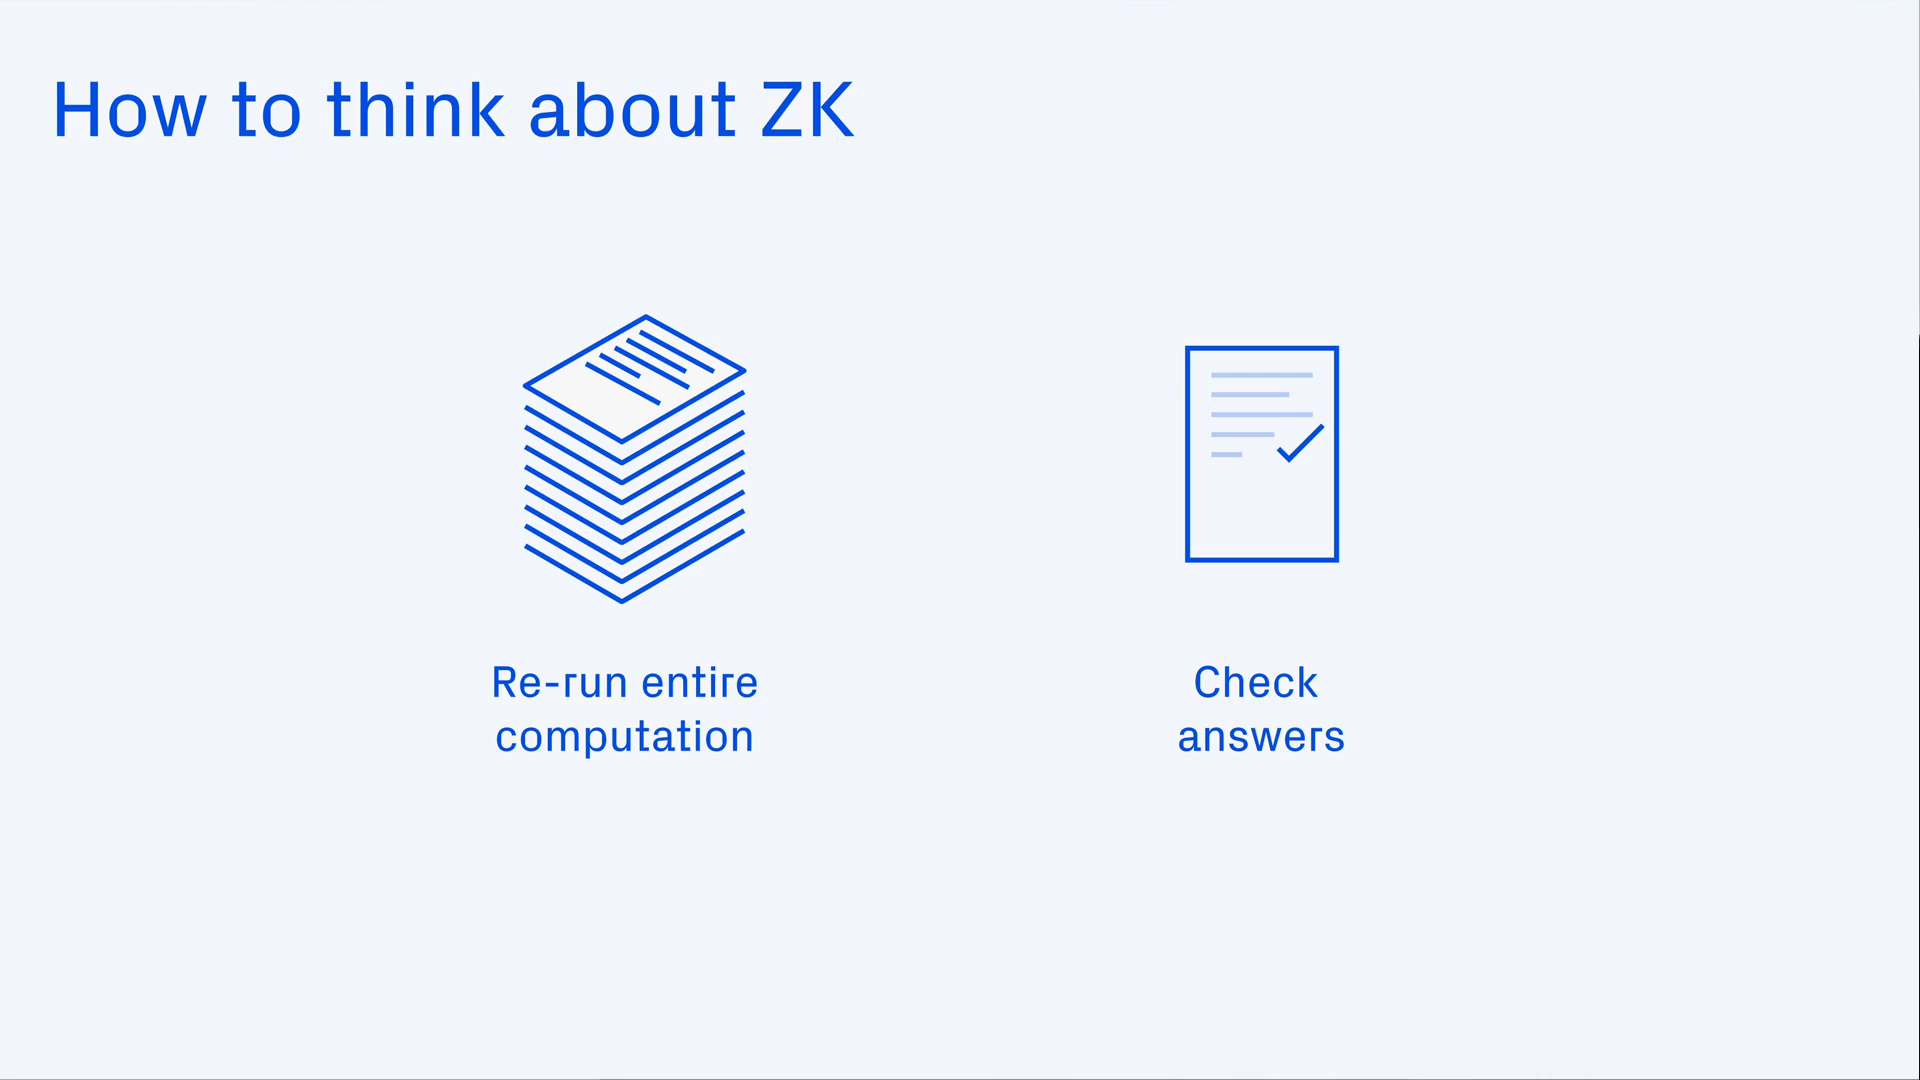 How to think about ZK
Re-run entire
computation
Check
answers